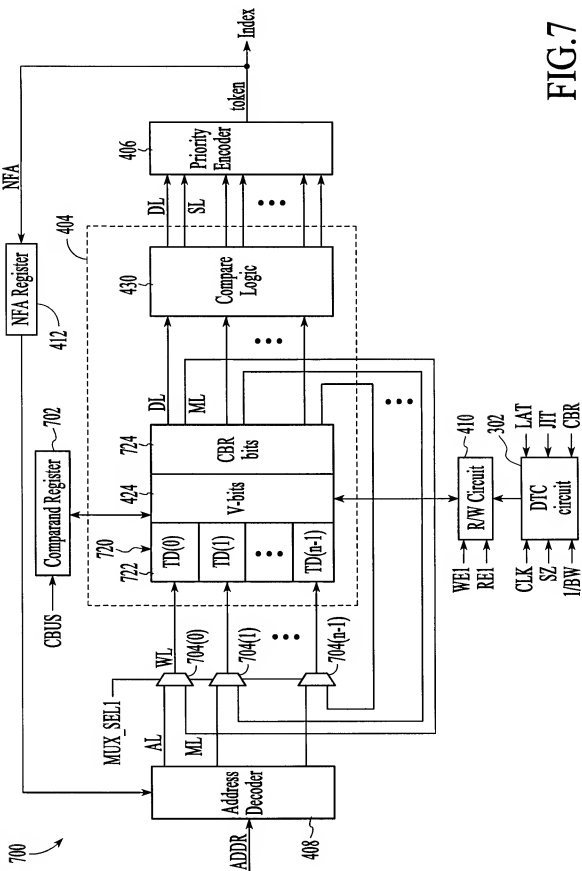 700
NFA
NFA Register
412
CBUS
Comparand Register
702
404
MUX_SEL1
AL
WL
ML
704(0)
704(1)
704(n-1)
ADDR
Address
Decoder
408
720
722
424
724
TD(0)
TD(1)
TD(n-1)
V-bits
CBR
bits
DL
ML
430
Compare
Logic
DL
SL
406
Priority
Encoder
token
Index
WE1
RE1
R/W Circuit
410
CLK
SZ
1/BW
DTC
circuit
302
LAT
JIT
CBR
FIG.7